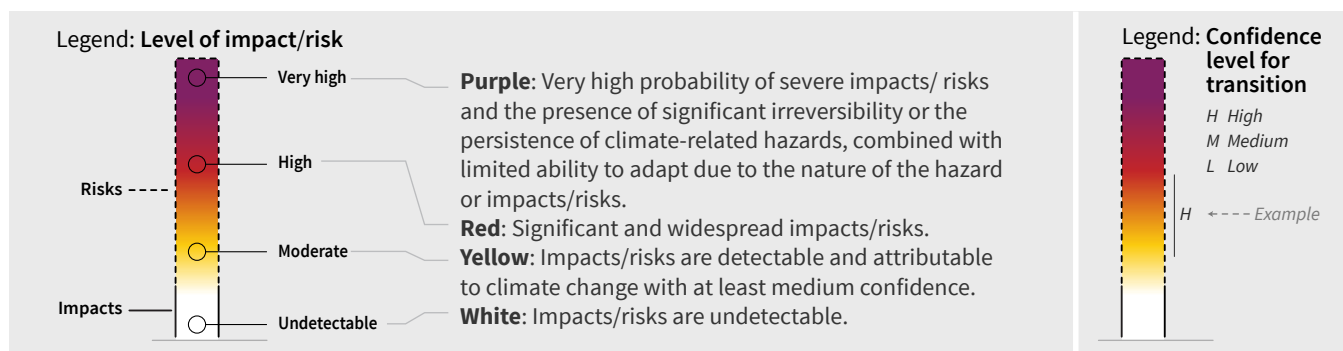 Legend: Level of impact/risk
Very high
High
Risks
Moderate
Impacts
Undetectable
Purple: Very high probability of severe impacts/ risks
and the presence of significant irreversibility or the
persistence of climate-related hazards, combined with
limited ability to adapt due to the nature of the hazard
or impacts/risks.
Red: Significant and widespread impacts/risks.
Yellow: Impacts/risks are detectable and attributable
to climate change with at least medium confidence.
White: Impacts/risks are undetectable.
Legend: Confidence
level for
transition
H High
M Medium
L Low
H
Example